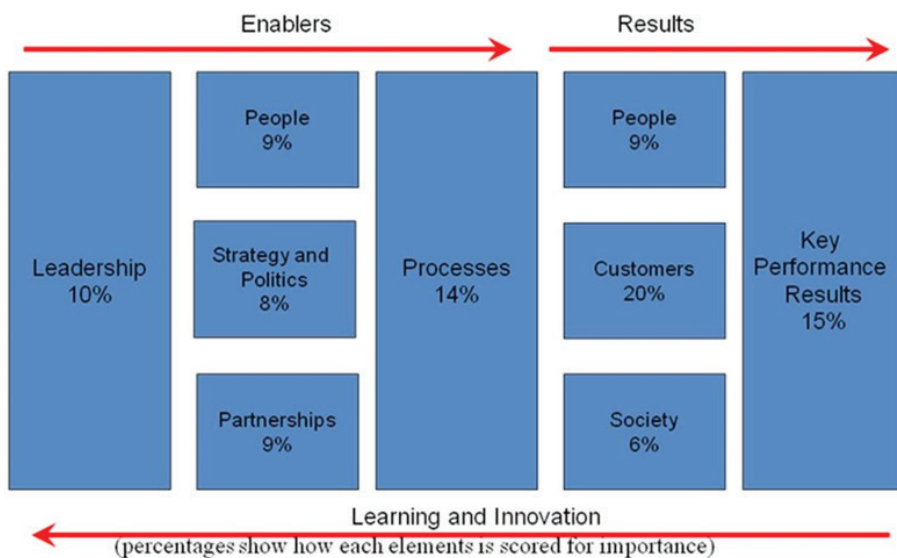 Enablers
Results
Leadership
10%
People
9%
Strategy and
Politics
8%
Partnerships
9%
Processes
14%
People
9%
Customers
20%
Society
6%
Key
Performance
Results
15%
Learning and Innovation
(percentages show how each elements is scored for importance)